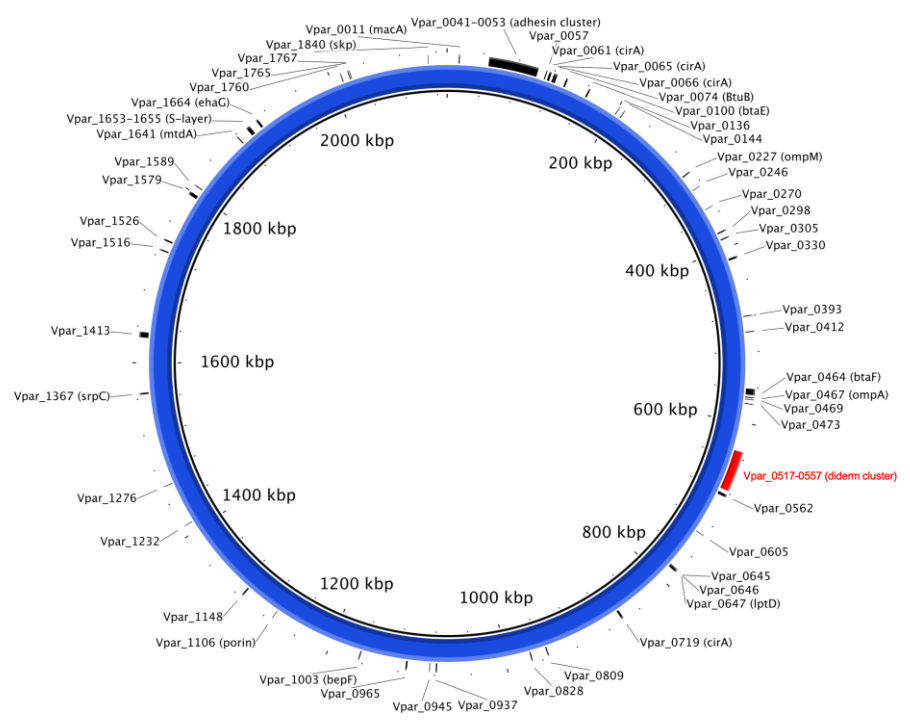 Vpar_0041-0053 (adhesin cluster)
Vpar_0011 (macA)
Vpar_0057
Vpar_1840 (skp)
Vpar_0061 (cirA)
Vpar_1767
Vpar_0065 (cirA)
Vpar_1765
Vpar_0066 (cirA)
Vpar_1760
Vpar_0074 (BtuB)
Vpar_1664 (ehaG)
Vpar_0100 (btaE)
Vpar_1653-1655 (S-layer)
Vpar_0136
Vpar_1641 (mtdA)
Vpar_0144
2000 kbp
200 kbp
Vpar_1589
Vpar_0227 (ompM)
Vpar_1579
Vpar_0246
Vpar_0270
Vpar_1526
Vpar_0298
1800 kbp
Vpar_0305
Vpar_1516
Vpar_0330
400 kbp
Vpar_0393
Vpar_1413
Vpar_0412
1600 kbp
Vpar_0464 (btaF)
Vpar_1367 (srpC)
Vpar_0467 (ompA)
Vpar_0469
600 kbp
Vpar_0473
Vpar_0517-0557 (diderm cluster)
1400 kbp
Vpar_1276
Vpar_0562
800 kbp
Vpar_1232
Vpar_0605
Vpar_0645
1200 kbp
Vpar_0646
1000 kbp
Vpar_0647 (lptD)
Vpar_1148
Vpar_1106 (porin)
Vpar_0719 (cirA)
Vpar_1003 (bepF)
Vpar_0809
Vpar_0965
Vpar_0828
Vpar_0945
Vpar_0937